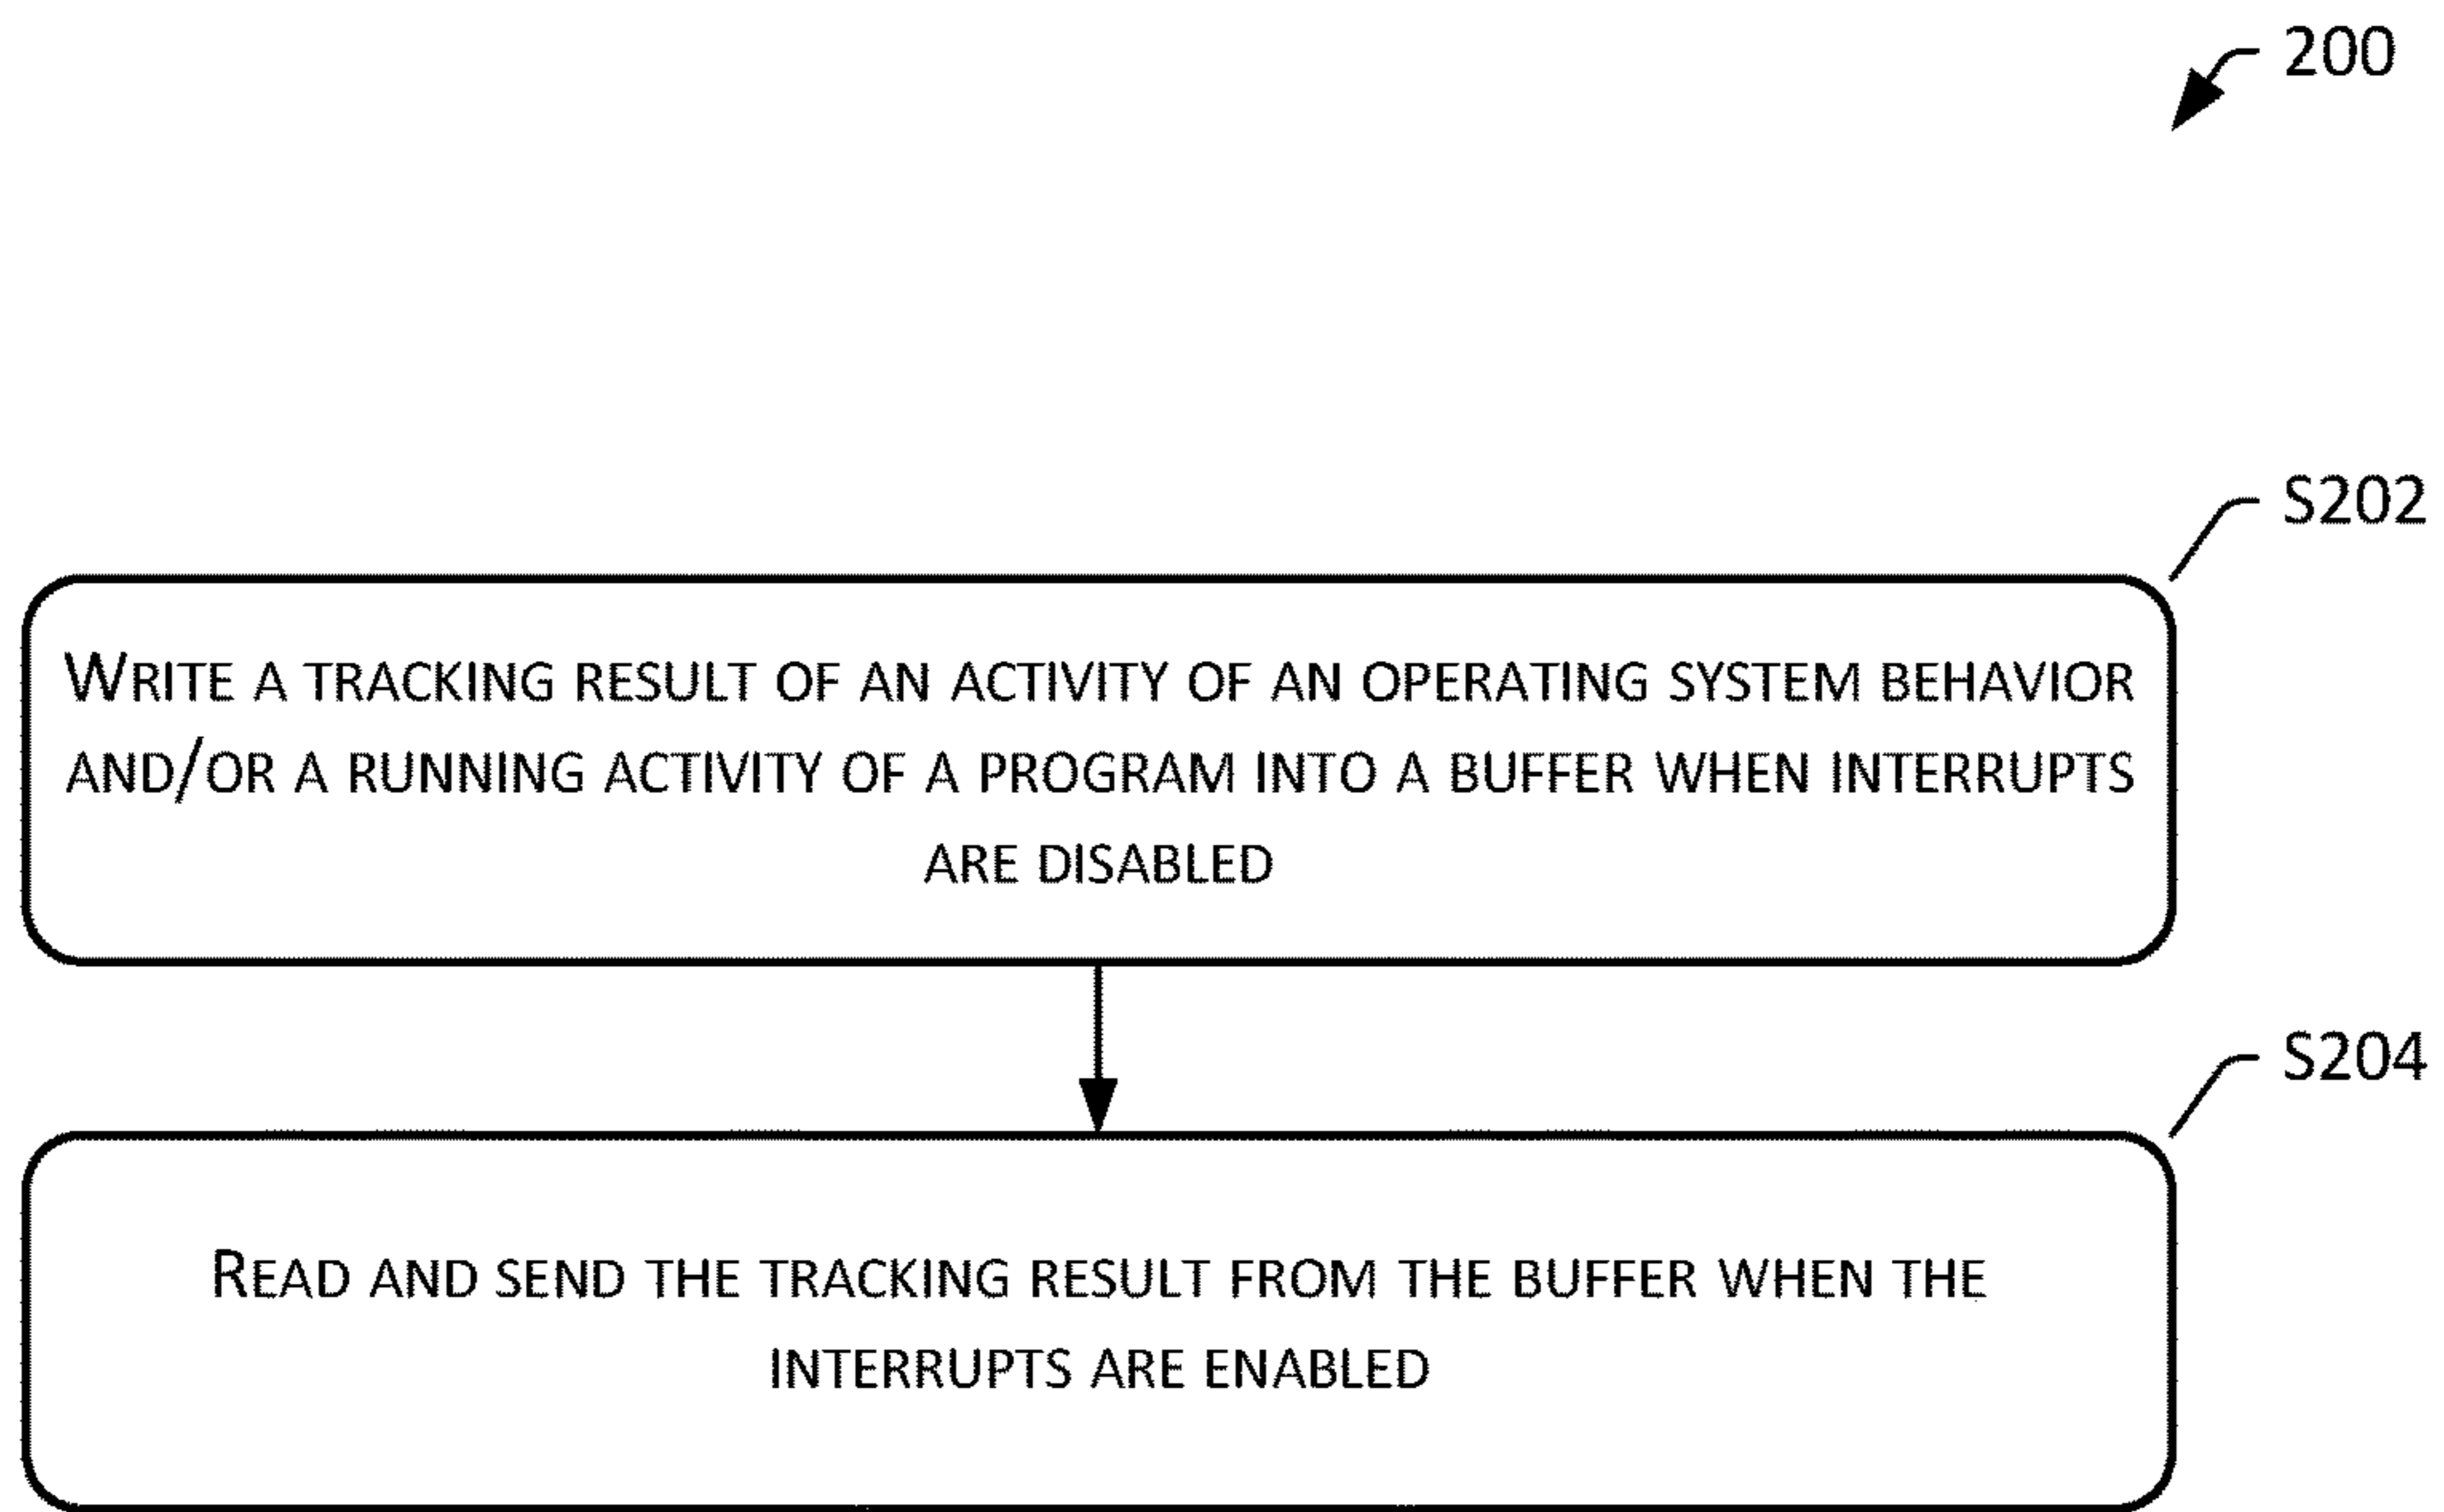 200
S202
WRITE A TRACKING RESULT OF AN ACTIVITY OF AN OPERATING SYSTEM BEHAVIOR
AND/OR A RUNNING ACTIVITY OF A PROGRAM INTO A BUFFER WHEN INTERRUPTS
ARE DISABLED
S204
READ AND SEND THE TRACKING RESULT FROM THE BUFFER WHEN THE
INTERRUPTS ARE ENABLED